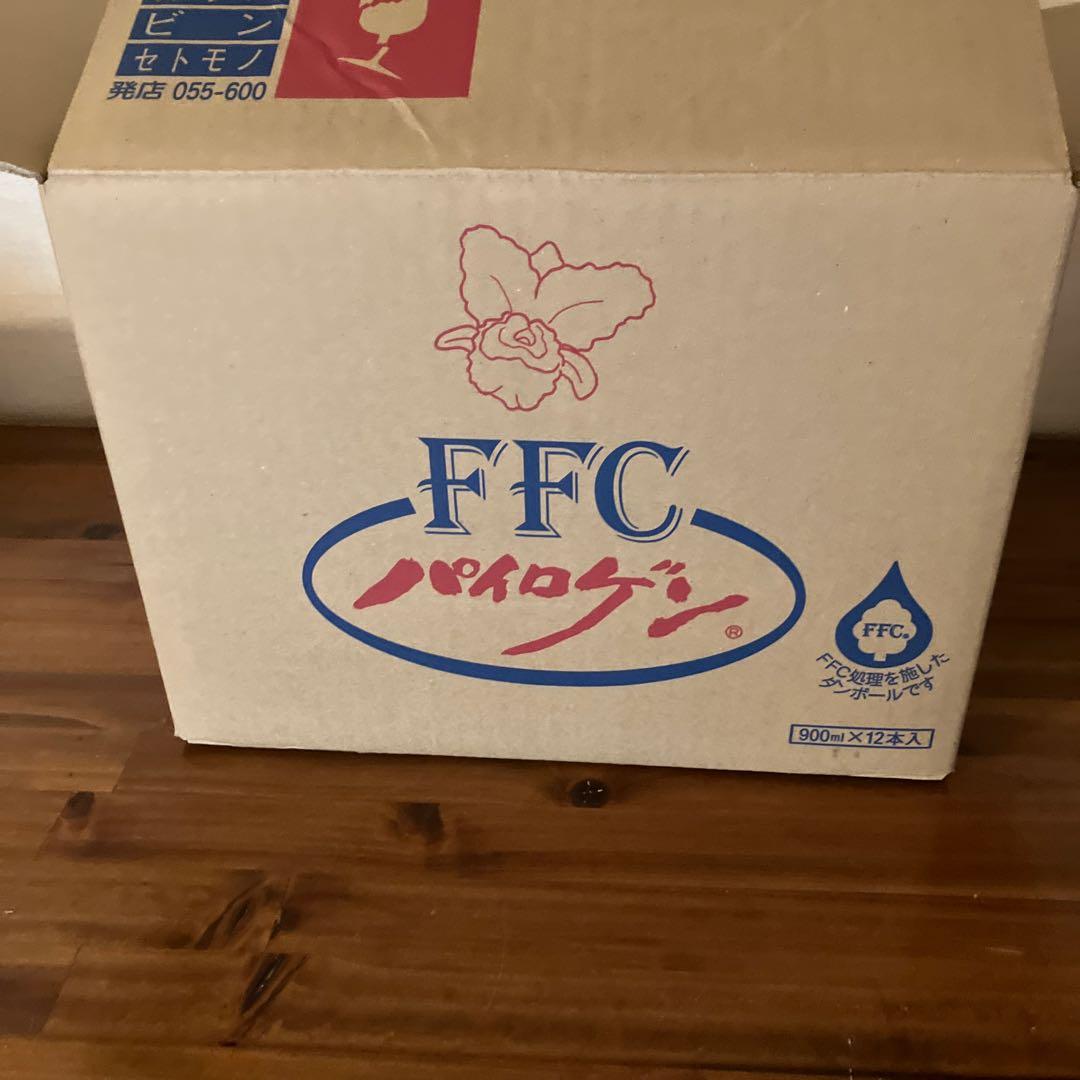 ビン
セトモノ
発店 055-600
FFC
パイロゲン®
FFC®
FFC処理を施した
ダンボールです
900ml×12本入